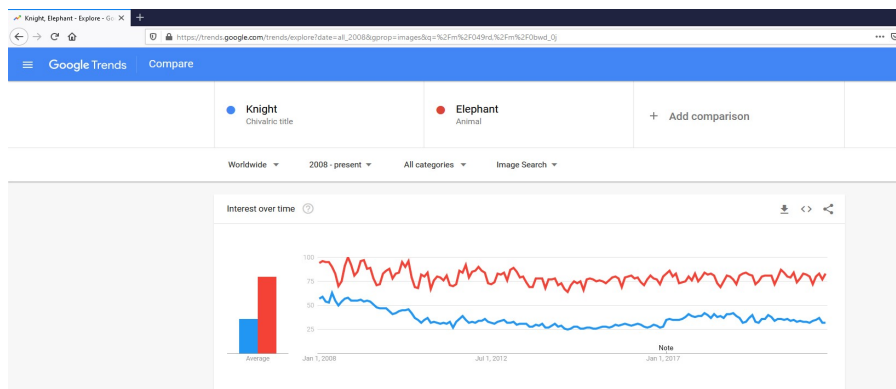 Knight, Elephant - Explore - Go
https://trends.google.com/trends/explore?date=all_2008&gprop=images&q=%2Fm%2F049rd,%2Fm%2F0bwd_0j
Google Trends Compare
Knight
Chivalric title
Elephant
Animal
+ Add comparison
Worldwide 2008 - present All categories Image Search
Interest over time
100
75
50
25
Note
Average Jan 1, 2008 Jul 1, 2012 Jan 1, 2017